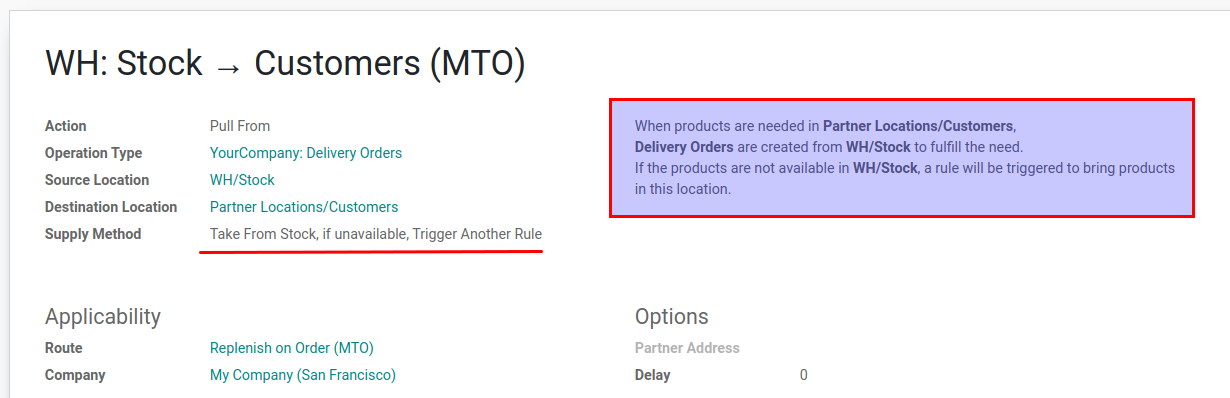 WH: Stock → Customers (MTO)
Action Pull From
Operation Type YourCompany: Delivery Orders
Source Location WH/Stock
Destination Location Partner Locations/Customers
Supply Method Take From Stock, if unavailable, Trigger Another Rule
When products are needed in Partner Locations/Customers,
Delivery Orders are created from WH/Stock to fulfill the need.
If the products are not available in WH/Stock, a rule will be triggered to bring products
in this location.
Applicability
Route Replenish on Order (MTO)
Company My Company (San Francisco)
Options
Partner Address
Delay 0